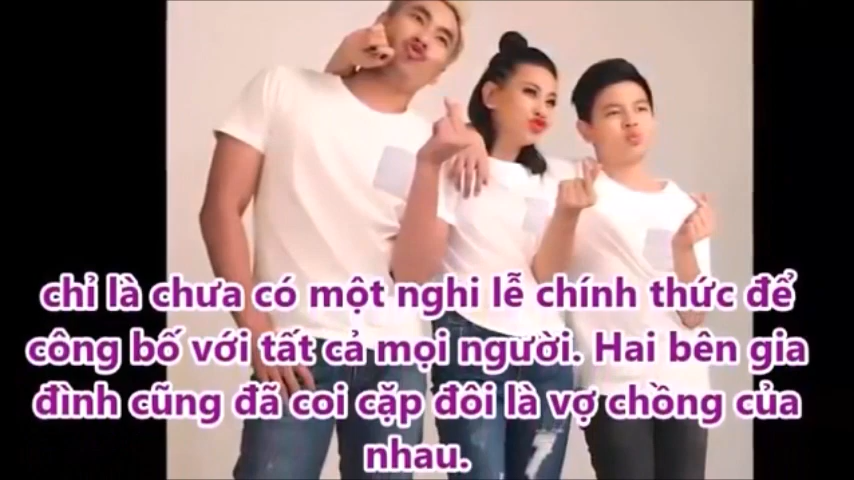 chỉ là chưa có một nghi lễ chính thức để
công bố với tất cả mọi người. Hai bên gia
đình cũng đã coi cặp đôi là vợ chồng của
nhau.